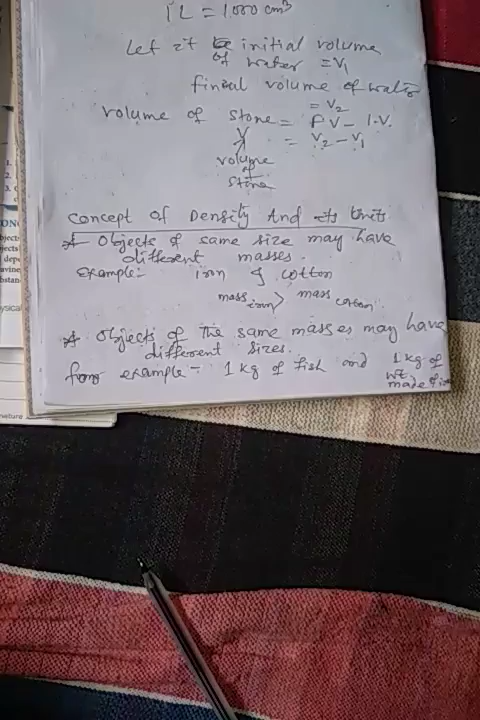 1L = 1000 cm³
Let it be initial volume
of water = V₁
fineal volume of water
= V₂
volume of stone = F V - I.V.
= V₂ - V₁
volume
of
stone
concept of Density And its Units
* Objects of same size may have
different masses.
Example:- iron & cotton
mass iron > mass cotton
* Objects of the same masses may have
different sizes.
example - 1 kg of fish and 1 kg of
wt.
made